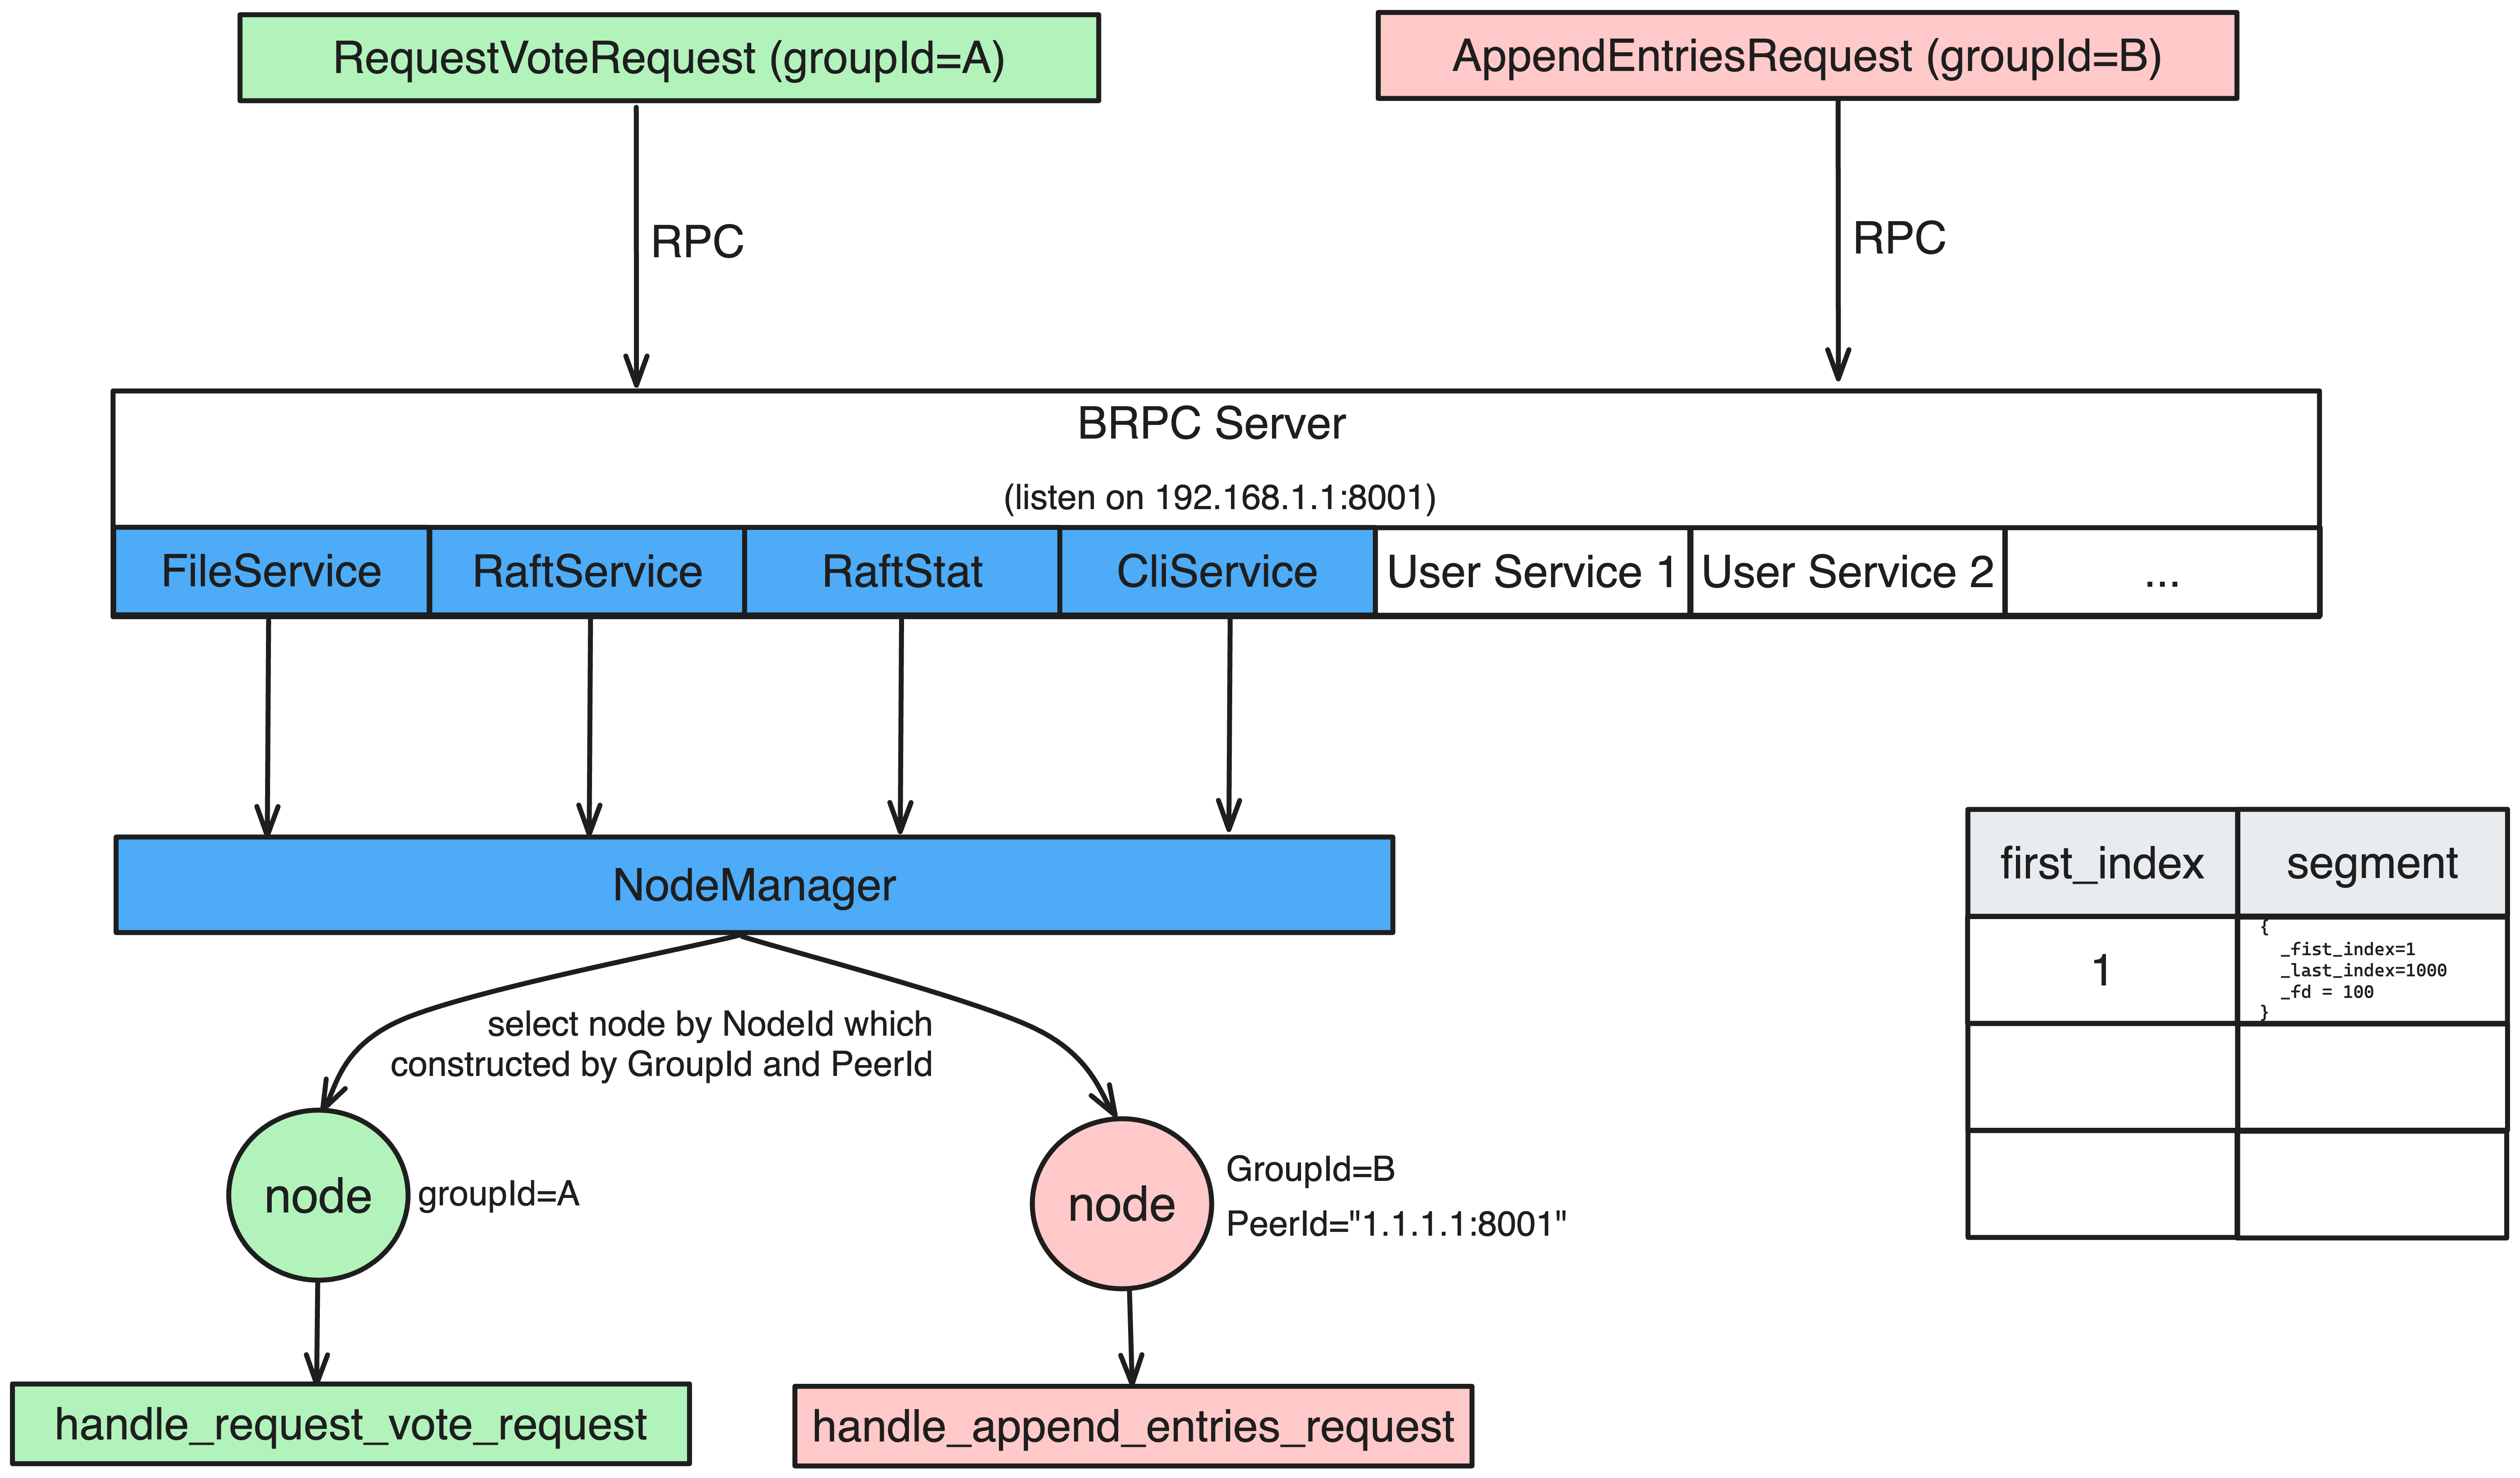 RequestVoteRequest (groupId=A)
AppendEntriesRequest (groupId=B)
RPC
RPC
BRPC Server
(listen on 192.168.1.1:8001)
FileService
RaftService
RaftStat
CliService
User Service 1
User Service 2
...
NodeManager
select node by NodeId which
constructed by GroupId and PeerId
node
groupId=A
node
GroupId=B
PeerId="1.1.1.1:8001"
handle_request_vote_request
handle_append_entries_request
first_index
segment
1
{
_fist_index=1
_last_index=1000
_fd = 100
}